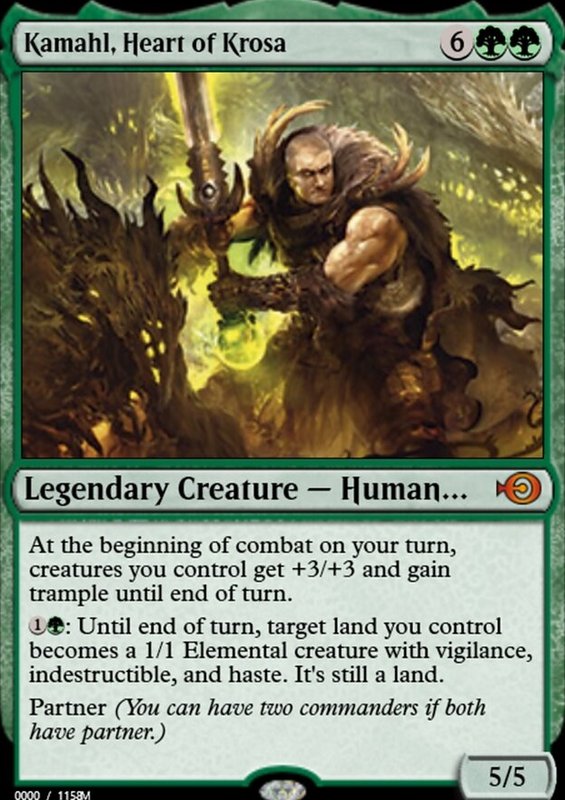 Kamahl, Heart of Krosa 6
Legendary Creature — Human...
At the beginning of combat on your turn,
creatures you control get +3/+3 and gain
trample until end of turn.
1: Until end of turn, target land you control
becomes a 1/1 Elemental creature with vigilance,
indestructible, and haste. It's still a land.
Partner (You can have two commanders if both
have partner.)
5/5
0000 / 1158M